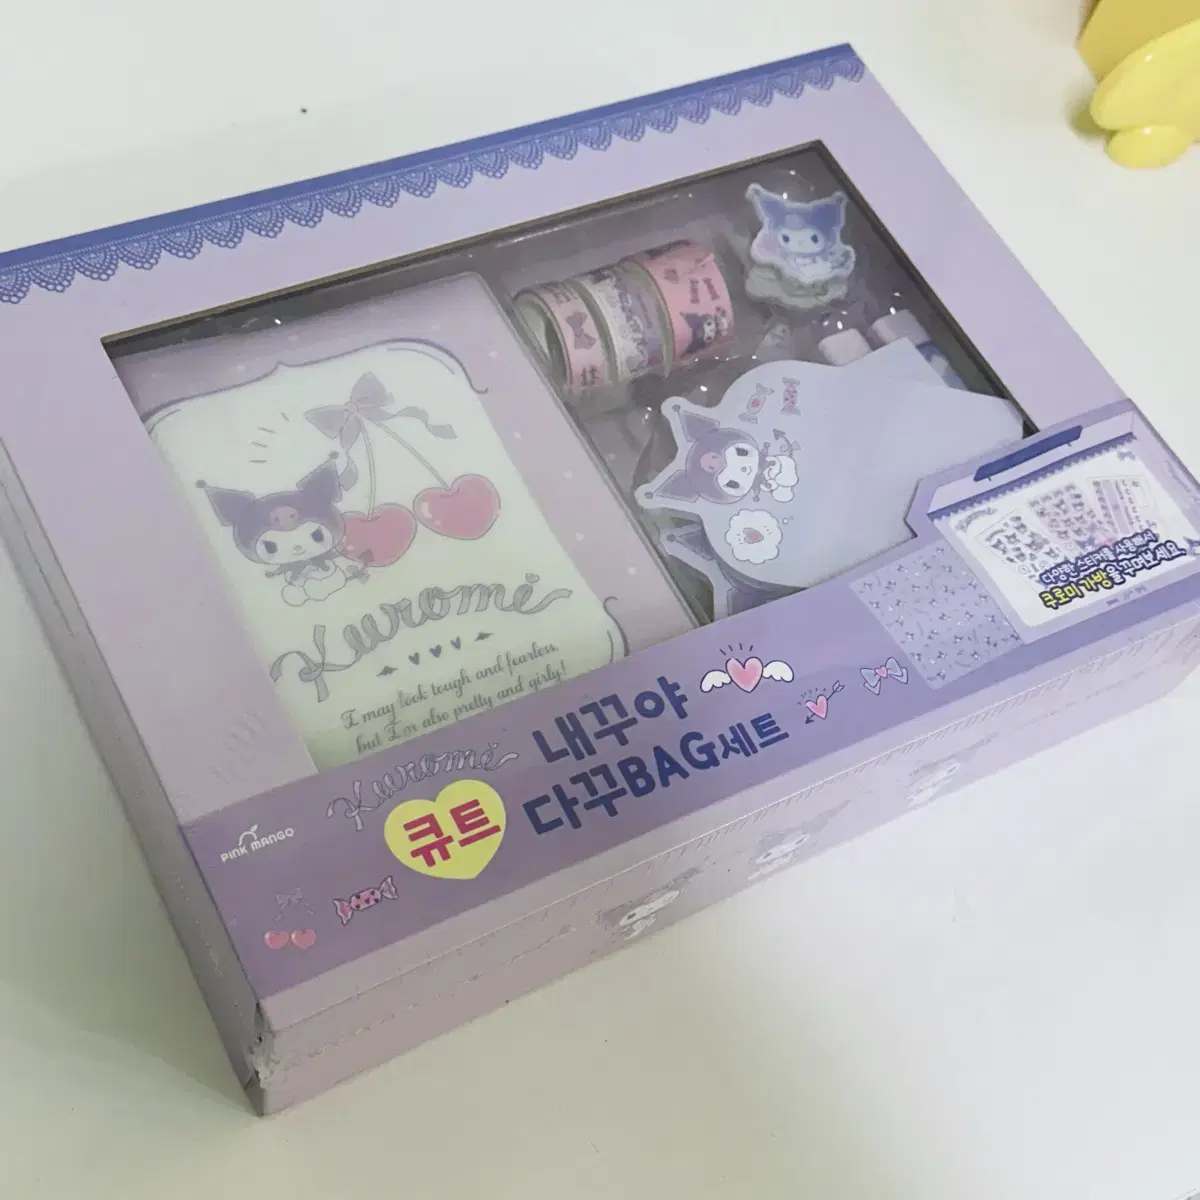 Kuromi
I may look tough and fearless,
but I'm also pretty and girly!
다양한 스티커를 사용해서
쿠로미 가방을 꾸며보세요.
Kuromi
내꾸야
큐트
다꾸BAG세트
PINK MANGO